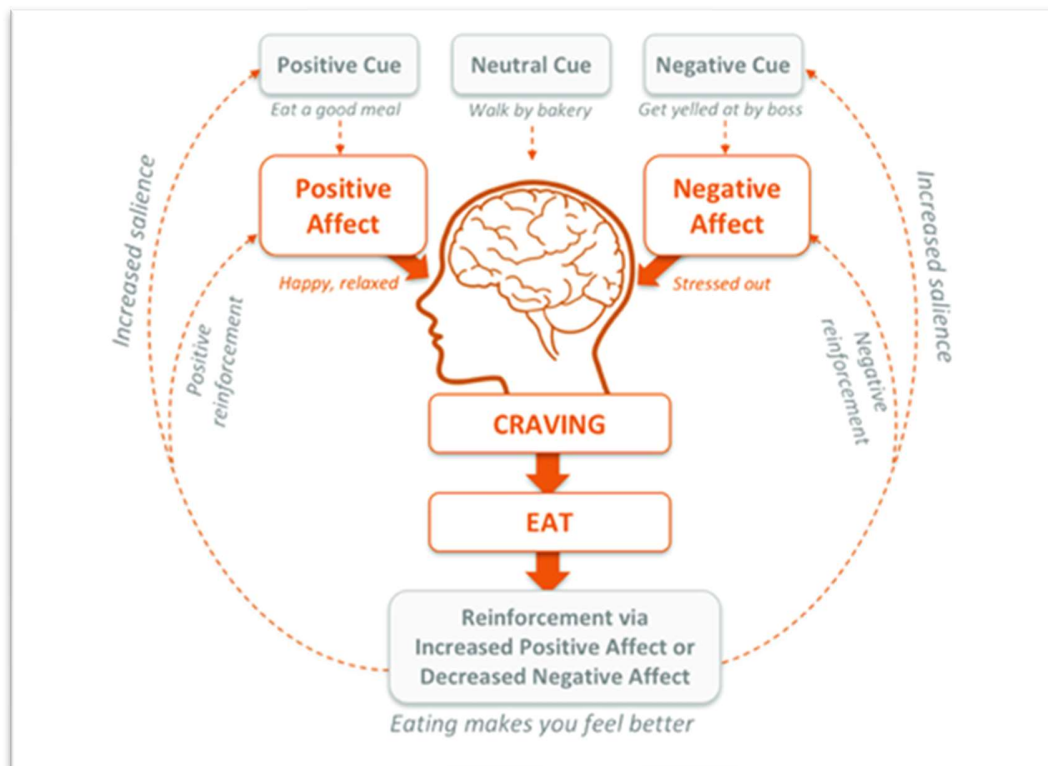 Positive Cue
Neutral Cue
Negative Cue
Eat a good meal
Walk by bakery
Get yelled at by boss
Positive
Affect
Negative
Affect
Happy, relaxed
Stressed out
Increased salience
Positive
reinforcement
Increased salience
Negative
reinforcement
CRAVING
EAT
Reinforcement via
Increased Positive Affect or
Decreased Negative Affect
Eating makes you feel better